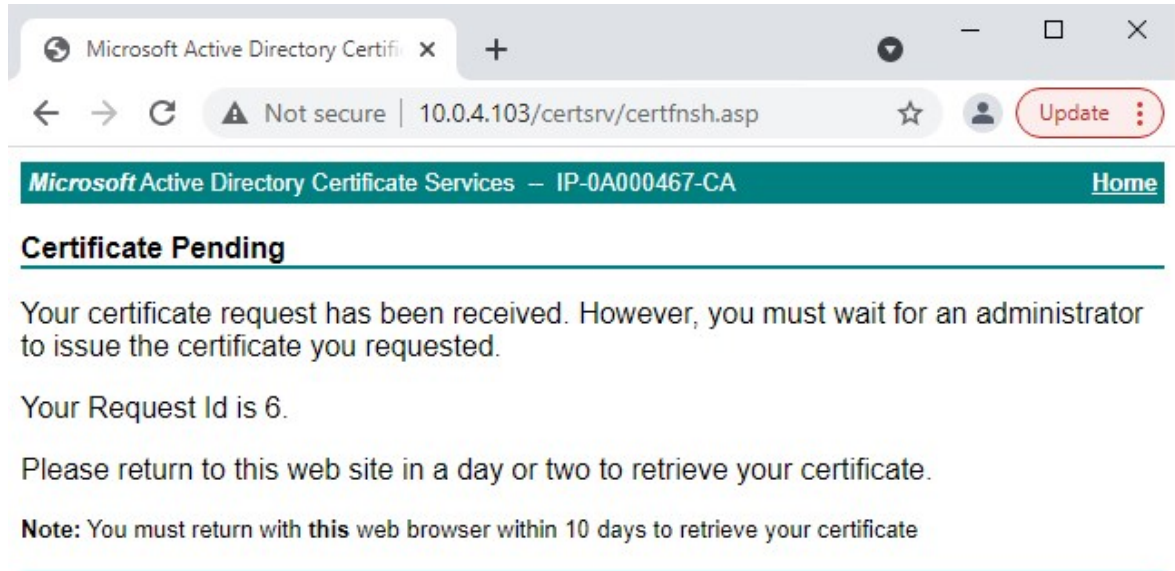 Microsoft Active Directory Certifi
Not secure | 10.0.4.103/certsrv/certfnsh.asp
Update
Microsoft Active Directory Certificate Services -- IP-0A000467-CA
Home
Certificate Pending
Your certificate request has been received. However, you must wait for an administrator
to issue the certificate you requested.
Your Request Id is 6.
Please return to this web site in a day or two to retrieve your certificate.
Note: You must return with this web browser within 10 days to retrieve your certificate